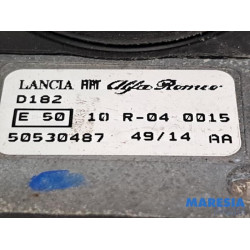 LANCIA FIAT Alfa Romeo
D182
E 50 10 R-04 0015
50530487 49/14 AA
MARESIA